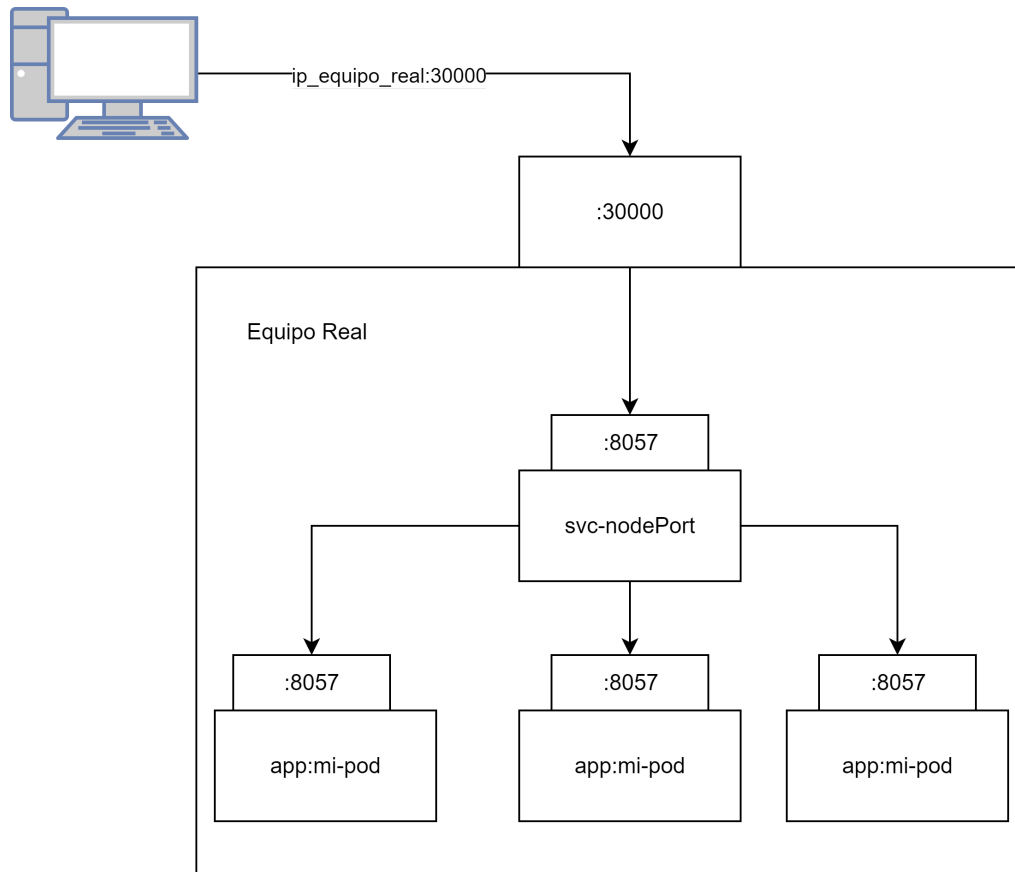 ip_equipo_real:30000
:30000
Equipo Real
:8057
svc-nodePort
:8057
:8057
:8057
app:mi-pod
app:mi-pod
app:mi-pod